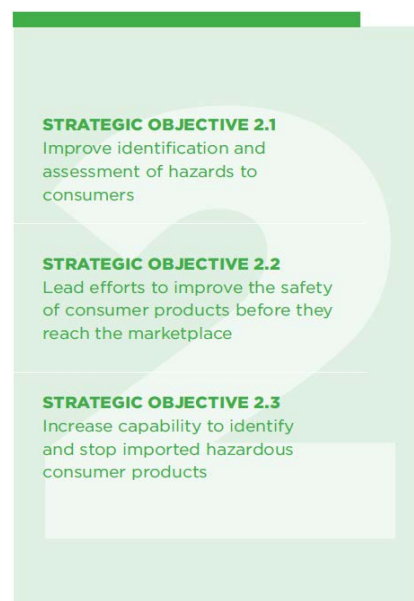 STRATEGIC OBJECTIVE 2.1
Improve identification and
assessment of hazards to
consumers
STRATEGIC OBJECTIVE 2.2
Lead efforts to improve the safety
of consumer products before they
reach the marketplace
STRATEGIC OBJECTIVE 2.3
Increase capability to identify
and stop imported hazardous
consumer products
2